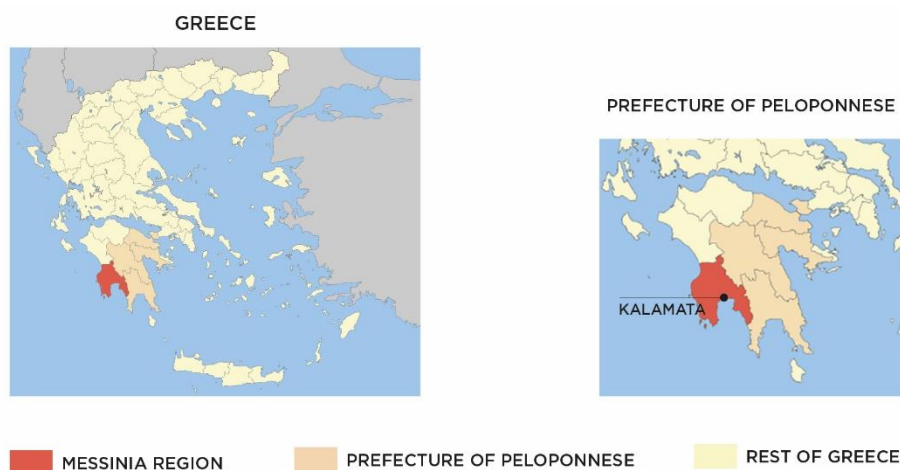 GREECE
PREFECTURE OF PELOPONNESE
KALAMATA
MESSINIA REGION
PREFECTURE OF PELOPONNESE
REST OF GREECE